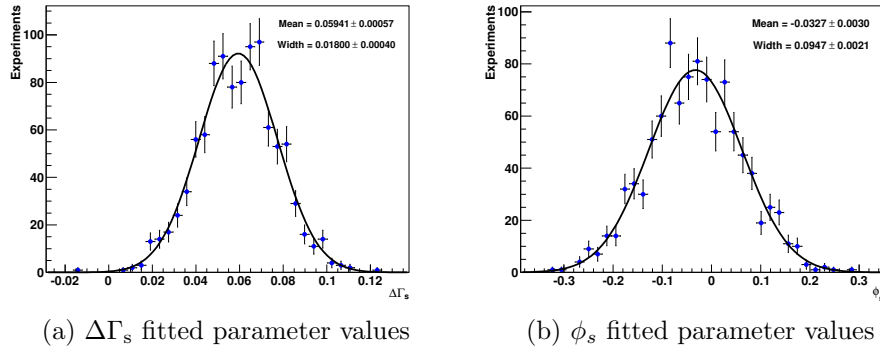 Experiments
100
80
60
40
20
0
Mean = 0.05941 ± 0.00057
Width = 0.01800 ± 0.00040
-0.02 0 0.02 0.04 0.06 0.08 0.1 0.12
ΔΓs
(a) ΔΓs fitted parameter values
Experiments
100
80
60
40
20
0
Mean = -0.0327 ± 0.0030
Width = 0.0947 ± 0.0021
-0.3 -0.2 -0.1 0 0.1 0.2 0.3
ϕs
(b) ϕs fitted parameter values